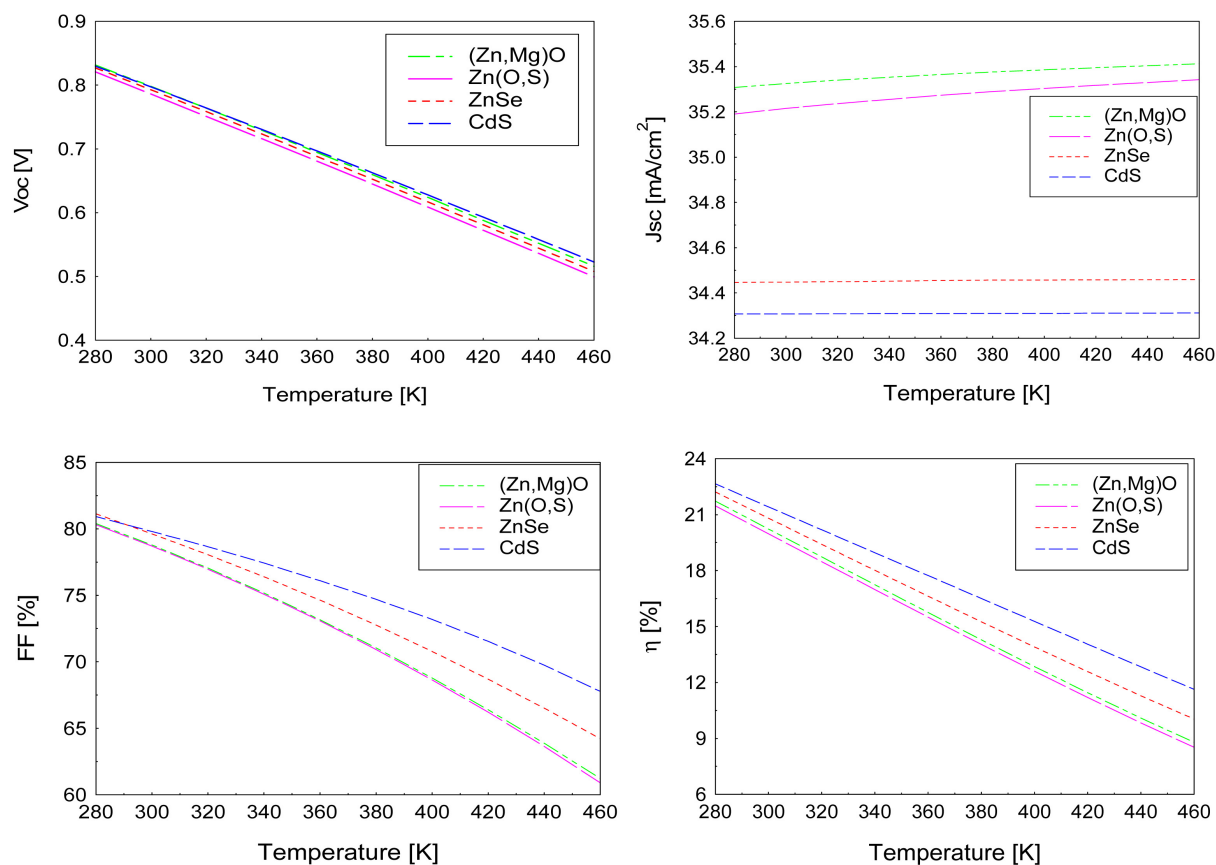 0.9
0.8
0.7
0.6
0.5
0.4
Voc [V]
(Zn,Mg)O
Zn(O,S)
ZnSe
CdS
280 300 320 340 360 380 400 420 440 460
Temperature [K]
35.6
35.4
35.2
35.0
34.8
34.6
34.4
34.2
Jsc [mA/cm²]
(Zn,Mg)O
Zn(O,S)
ZnSe
CdS
280 300 320 340 360 380 400 420 440 460
Temperature [K]
85
80
75
70
65
60
FF [%]
(Zn,Mg)O
Zn(O,S)
ZnSe
CdS
280 300 320 340 360 380 400 420 440 460
Temperature [K]
24
21
18
15
12
9
6
η [%]
(Zn,Mg)O
Zn(O,S)
ZnSe
CdS
280 300 320 340 360 380 400 420 440 460
Temperature [K]